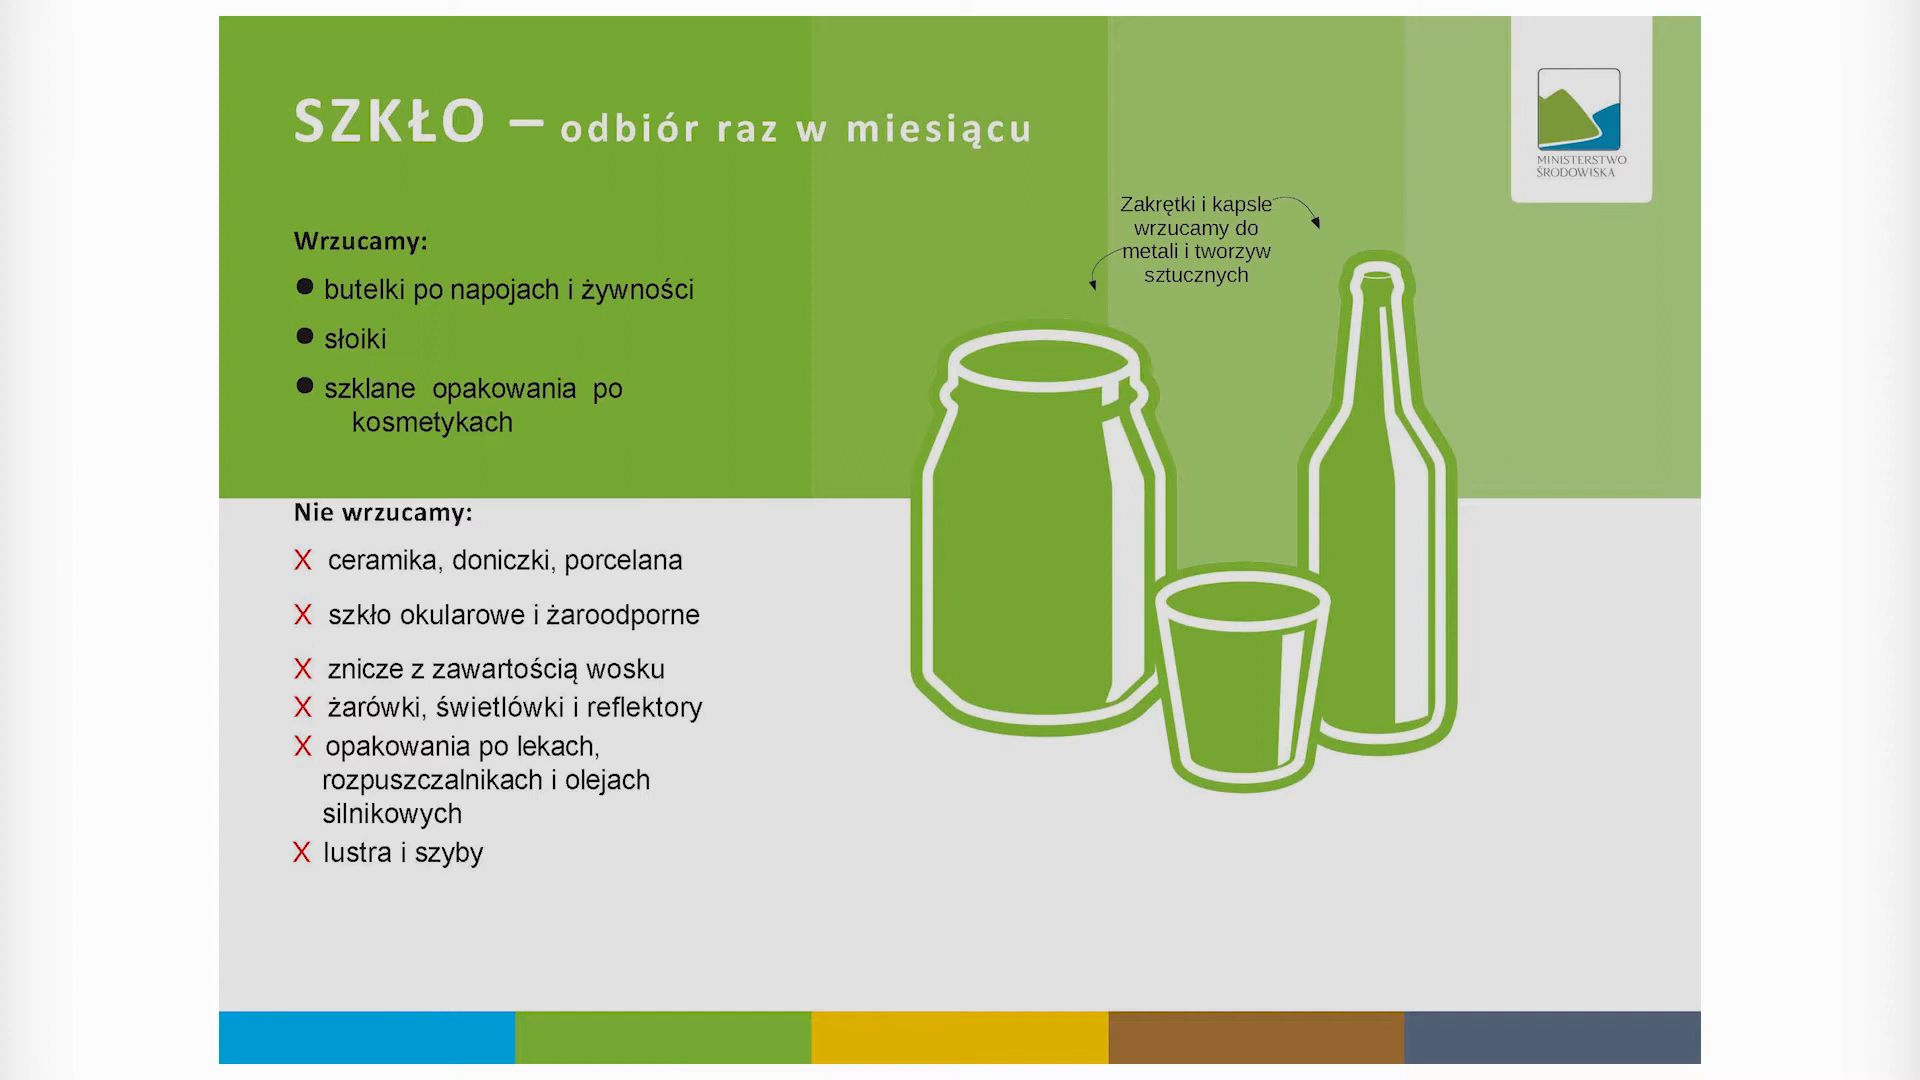 SZKŁO – odbiór raz w miesiącu
MINISTERSTWO
ŚRODOWISKA
Zakrętki i kapsle
wrzucamy do
metali i tworzyw
sztucznych
Wrzucamy:
● butelki po napojach i żywności
● słoiki
● szklane opakowania po
kosmetykach
Nie wrzucamy:
X ceramika, doniczki, porcelana
X szkło okularowe i żaroodporne
X znicze z zawartością wosku
X żarówki, świetlówki i reflektory
X opakowania po lekach,
rozpuszczalnikach i olejach
silnikowych
X lustra i szyby